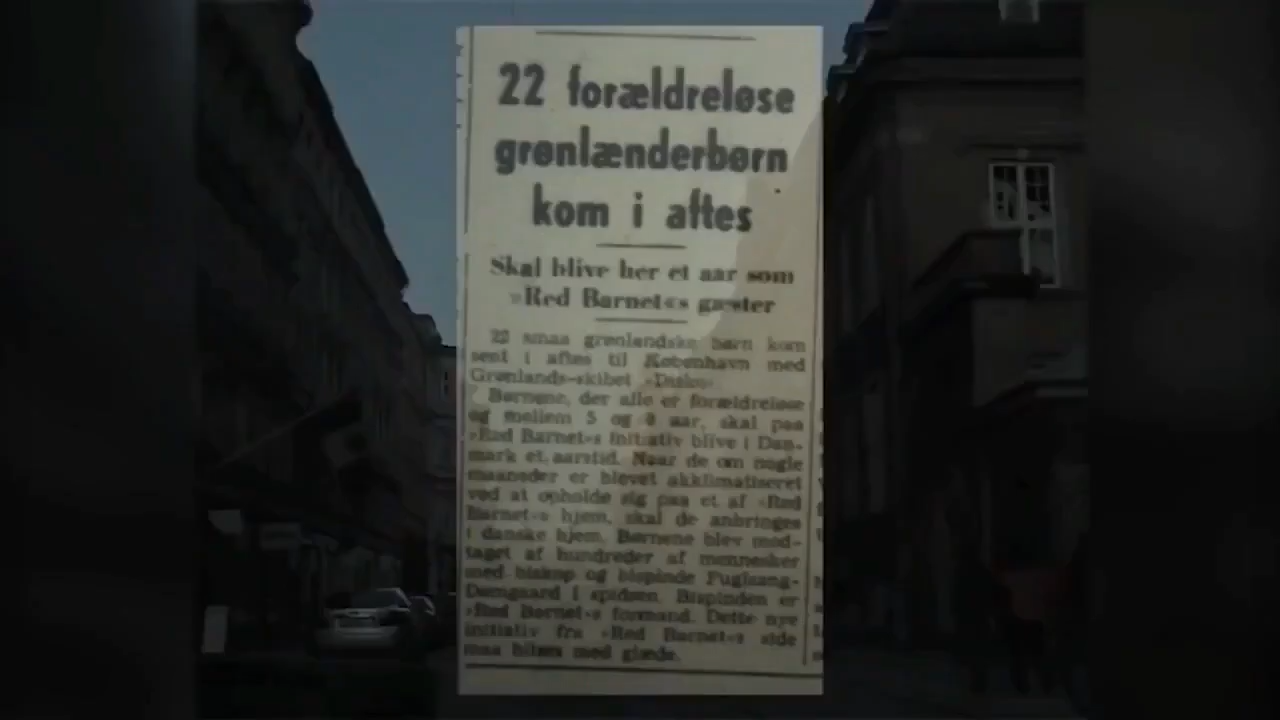 22 forældreløse
grønlænderbørn
kom i aftes
Skal blive her et aar som
»Red Barnet«s gæster
22 smaa grønlandske børn kom
sent i aftes til København med
Grønlands-skibet »Disko«
Børnene, der alle er forældreløse
og mellem 5 og 8 aar, skal paa
»Red Barnet«s initiativ blive i Dan-
mark et aarstid. Naar de om nogle
maaneder er blevet akklimatiseret
ved at opholde sig paa et af »Red
Barnet«s hjem, skal de anbringes
i danske hjem. Børnene blev mod-
taget af hundreder af mennesker
med biskop og bispinde Fuglsang-
Damgaard i spidsen. Bispinden er
»Red Barnet«s formand. Dette nye
initiativ fra »Red Barnet«s side
maa hilses med glæde.